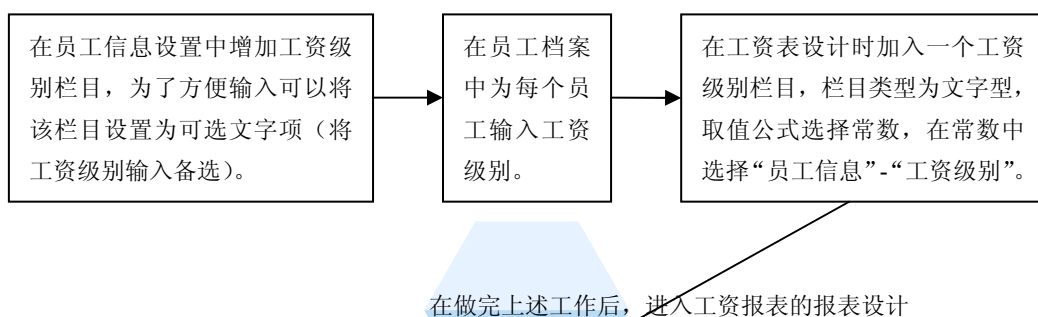 在员工信息设置中增加工资级
别栏目，为了方便输入可以将
该栏目设置为可选文字项（将
工资级别输入备选）。
在员工档案
中为每个员
工输入工资
级别。
在工资表设计时加入一个工资
级别栏目，栏目类型为文字型，
取值公式选择常数，在常数中
选择“员工信息”-“工资级别”。
在做完上述工作后，进入工资报表的报表设计